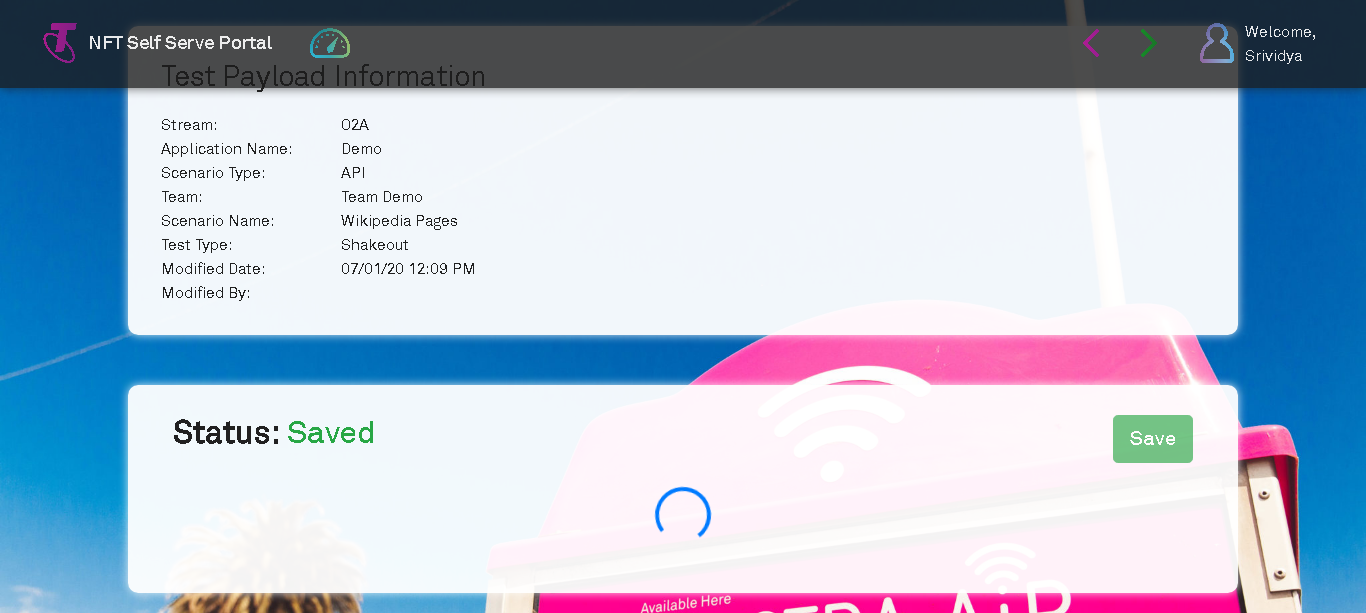 NFT Self Serve Portal
Welcome,
Srividya
Test Payload Information
Stream: O2A
Application Name: Demo
Scenario Type: API
Team: Team Demo
Scenario Name: Wikipedia Pages
Test Type: Shakeout
Modified Date: 07/01/20 12:09 PM
Modified By:
Status: Saved
Save
Available Here